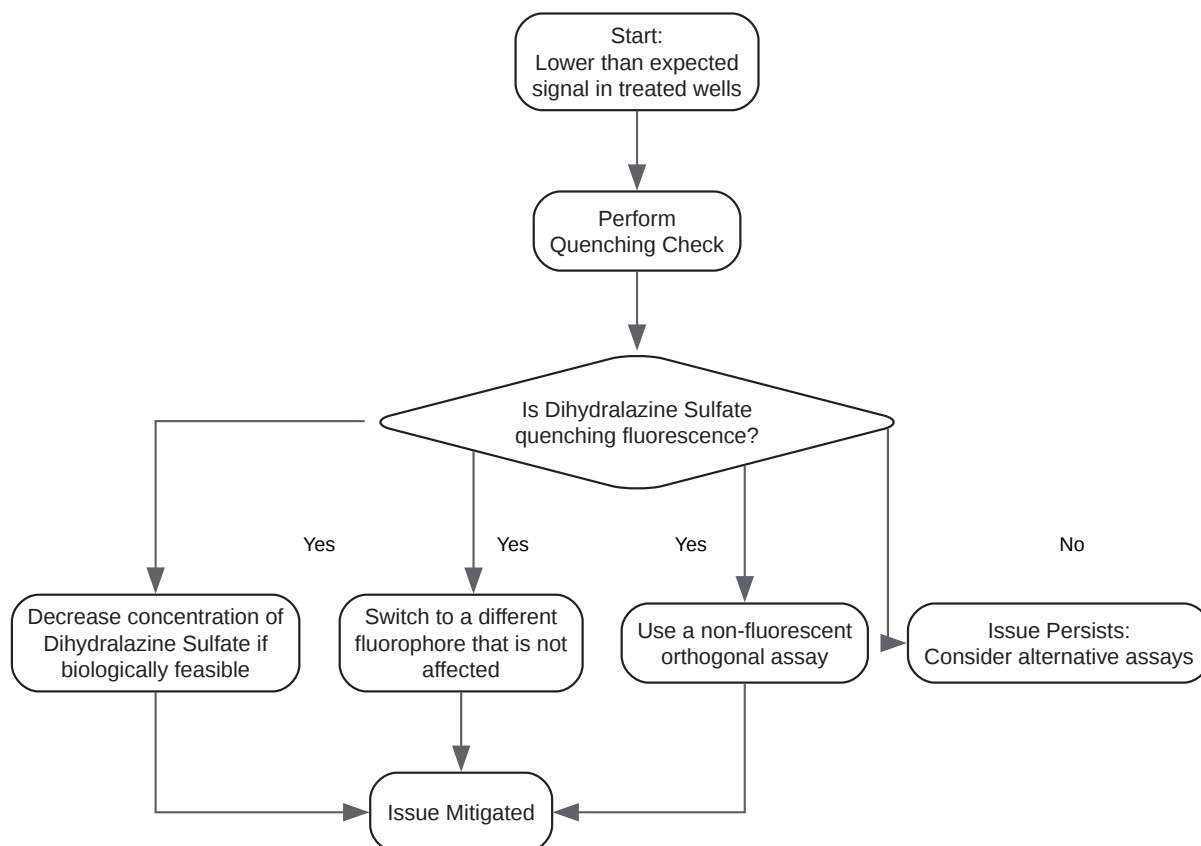 Start:
Lower than expected
signal in treated wells
Perform
Quenching Check
Is Dihydralazine Sulfate
quenching fluorescence?
Yes
Yes
Yes
No
Decrease concentration of
Dihydralazine Sulfate if
biologically feasible
Switch to a different
fluorophore that is not
affected
Use a non-fluorescent
orthogonal assay
Issue Persists:
Consider alternative assays
Issue Mitigated